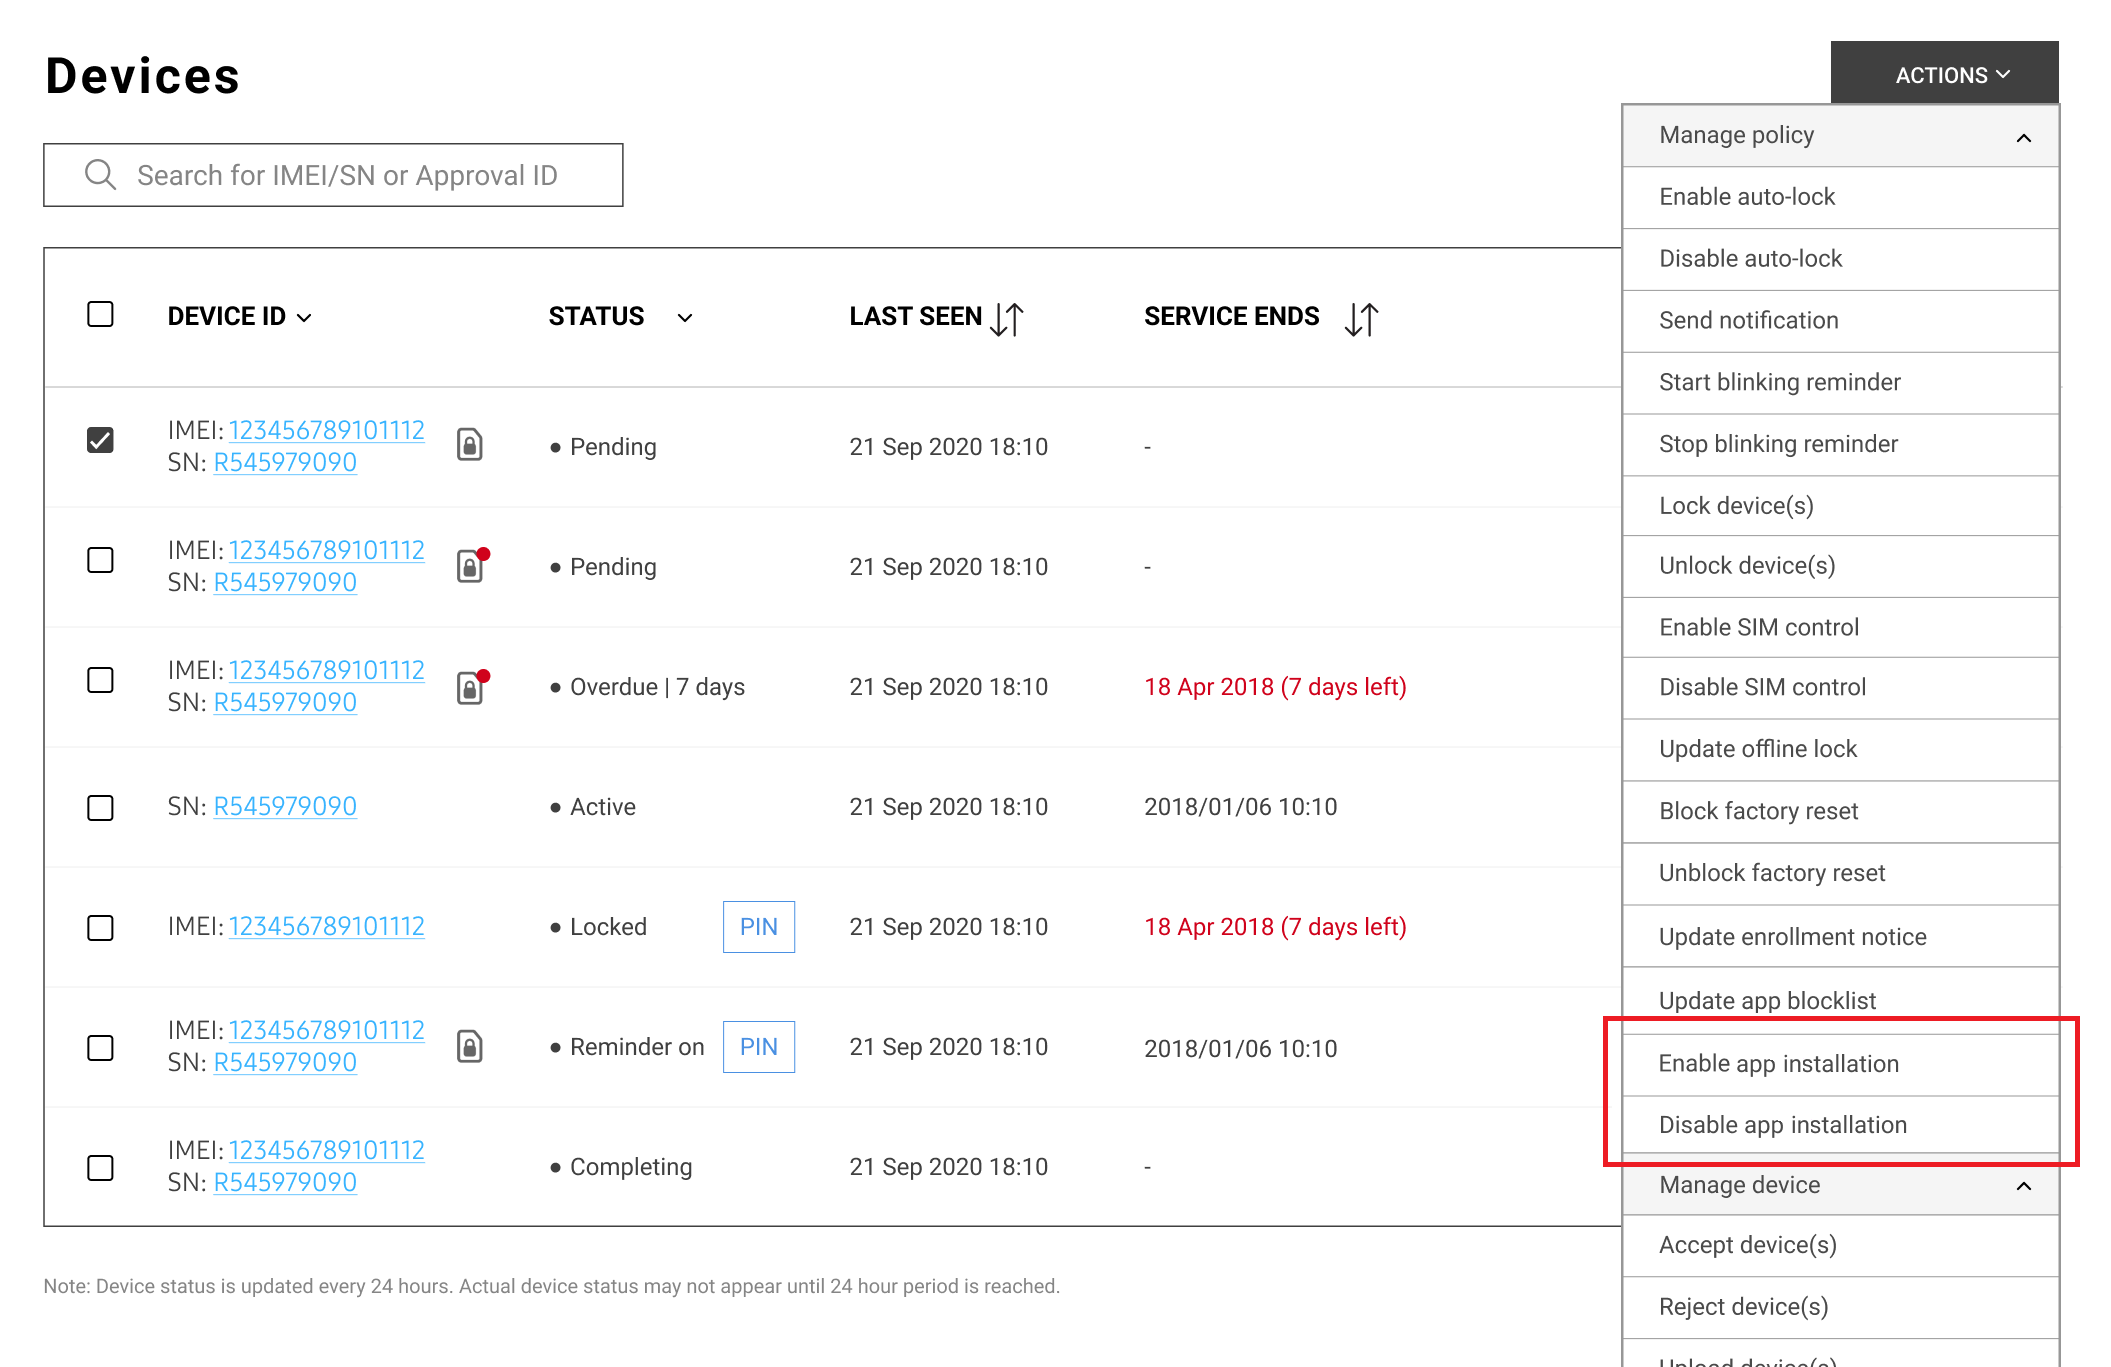 Devices
ACTIONS
Search for IMEI/SN or Approval ID
DEVICE ID STATUS LAST SEEN SERVICE ENDS
IMEI: 123456789101112
SN: R545979090
• Pending 21 Sep 2020 18:10 -
IMEI: 123456789101112
SN: R545979090
• Pending 21 Sep 2020 18:10 -
IMEI: 123456789101112
SN: R545979090
• Overdue | 7 days 21 Sep 2020 18:10 18 Apr 2018 (7 days left)
SN: R545979090 • Active 21 Sep 2020 18:10 2018/01/06 10:10
IMEI: 123456789101112 • Locked PIN 21 Sep 2020 18:10 18 Apr 2018 (7 days left)
IMEI: 123456789101112
SN: R545979090
• Reminder on PIN 21 Sep 2020 18:10 2018/01/06 10:10
IMEI: 123456789101112
SN: R545979090
• Completing 21 Sep 2020 18:10 -
Note: Device status is updated every 24 hours. Actual device status may not appear until 24 hour period is reached.
Manage policy
Enable auto-lock
Disable auto-lock
Send notification
Start blinking reminder
Stop blinking reminder
Lock device(s)
Unlock device(s)
Enable SIM control
Disable SIM control
Update offline lock
Block factory reset
Unblock factory reset
Update enrollment notice
Update app blocklist
Enable app installation
Disable app installation
Manage device
Accept device(s)
Reject device(s)